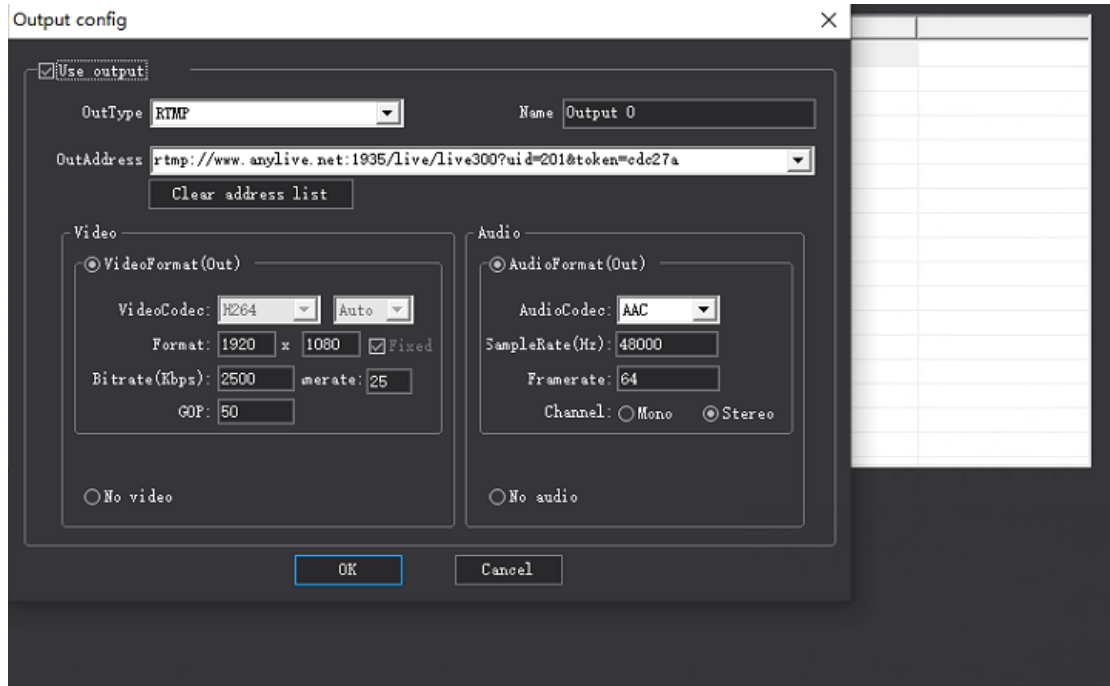 Output config
Use output
OutType RTMP Name Output 0
OutAddress rtmp://www.anylive.net:1935/live/live300?uid=201&token=cdc27a
Clear address list
Video
VideoFormat(Out)
VideoCodec: H264 Auto
Format: 1920 x 1080 Fixed
Bitrate(Kbps): 2500 merate: 25
GOP: 50
No video
Audio
AudioFormat(Out)
AudioCodec: AAC
SampleRate(Hz): 48000
Framerate: 64
Channel: Mono Stereo
No audio
OK Cancel